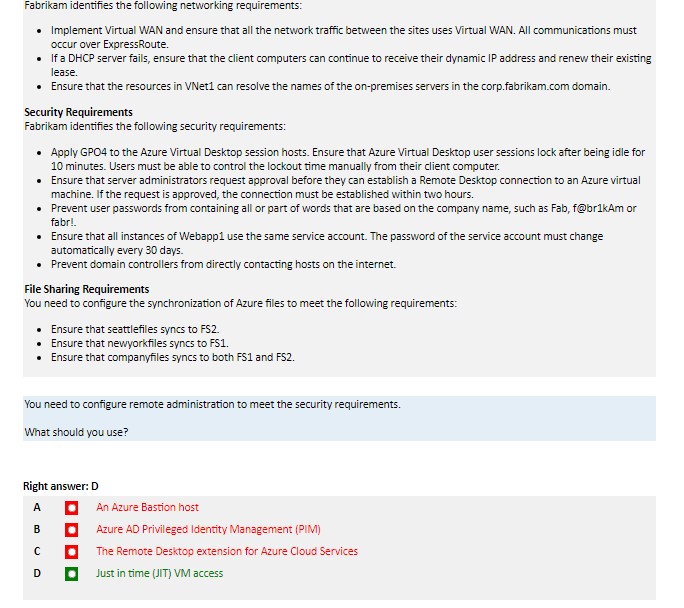 Fabrikam identifies the following networking requirements:
• Implement Virtual WAN and ensure that all the network traffic between the sites uses Virtual WAN. All communications must
occur over ExpressRoute.
• If a DHCP server fails, ensure that the client computers can continue to receive their dynamic IP address and renew their existing
lease.
• Ensure that the resources in VNet1 can resolve the names of the on-premises servers in the corp.fabrikam.com domain.
Security Requirements
Fabrikam identifies the following security requirements:
• Apply GPO4 to the Azure Virtual Desktop session hosts. Ensure that Azure Virtual Desktop user sessions lock after being idle for
10 minutes. Users must be able to control the lockout time manually from their client computer.
• Ensure that server administrators request approval before they can establish a Remote Desktop connection to an Azure virtual
machine. If the request is approved, the connection must be established within two hours.
• Prevent user passwords from containing all or part of words that are based on the company name, such as Fab, f@br1kAm or
fabr!.
• Ensure that all instances of Webapp1 use the same service account. The password of the service account must change
automatically every 30 days.
• Prevent domain controllers from directly contacting hosts on the internet.
File Sharing Requirements
You need to configure the synchronization of Azure files to meet the following requirements:
• Ensure that seattlefiles syncs to FS2.
• Ensure that newyorkfiles syncs to FS1.
• Ensure that companyfiles syncs to both FS1 and FS2.
You need to configure remote administration to meet the security requirements.
What should you use?
Right answer: D
A An Azure Bastion host
B Azure AD Privileged Identity Management (PIM)
C The Remote Desktop extension for Azure Cloud Services
D Just in time (JIT) VM access